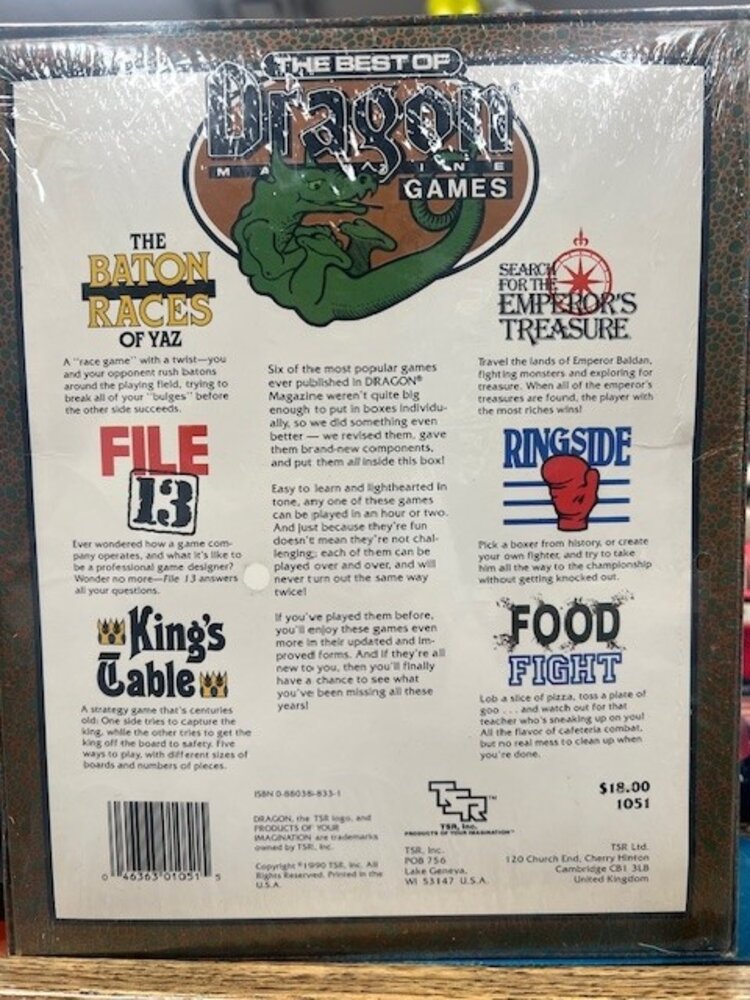 THE BEST OF
Dragon®
MAGAZINE
GAMES
THE
BATON
RACES
OF YAZ
A "race game" with a twist—you
and your opponent rush batons
around the playing field, trying to
break all of your "bulges" before
the other side succeeds.
FILE
13
Ever wondered how a game com-
pany operates, and what it's like to
be a professional game designer?
Wonder no more—File 13 answers
all your questions.
King's
Table
A strategy game that's centuries
old: One side tries to capture the
king, while the other tries to get the
king off the board to safety. Five
ways to play, with different sizes of
boards and numbers of pieces.
Six of the most popular games
ever published in DRAGON®
Magazine weren't quite big
enough to put in boxes individu-
ally, so we did something even
better — we revised them, gave
them brand-new components,
and put them all inside this box!
Easy to learn and lighthearted in
tone, any one of these games
can be played in an hour or two.
And just because they're fun
doesn't mean they're not chal-
lenging; each of them can be
played over and over, and will
never turn out the same way
twice!
If you've played them before,
you'll enjoy these games even
more in their updated and im-
proved forms. And if they're all
new to you, then you'll finally
have a chance to see what
you've been missing all these
years!
SEARCH
FOR THE
EMPEROR'S
TREASURE
Travel the lands of Emperor Baldan,
fighting monsters and exploring for
treasure. When all of the emperor's
treasures are found, the player with
the most riches wins!
RINGSIDE
Pick a boxer from history, or create
your own fighter, and try to take
him all the way to the championship
without getting knocked out.
FOOD
FIGHT
Lob a slice of pizza, toss a plate of
goo . . . and watch out for that
teacher who's sneaking up on you!
All the flavor of cafeteria combat,
but no real mess to clean up when
you're done.
0 46363 01051 5
ISBN 0-88038-833-1
DRAGON, the TSR logo, and
PRODUCTS OF YOUR
IMAGINATION are trademarks
owned by TSR, Inc.
Copyright ©1990 TSR, Inc. All
Rights Reserved. Printed in the
U.S.A.
TSR™
TSR, Inc.
PRODUCTS OF YOUR IMAGINATION™
TSR, Inc.
POB 756
Lake Geneva,
WI 53147 U.S.A.
$18.00
1051
TSR Ltd.
120 Church End, Cherry Hinton
Cambridge CB1 3LB
United Kingdom